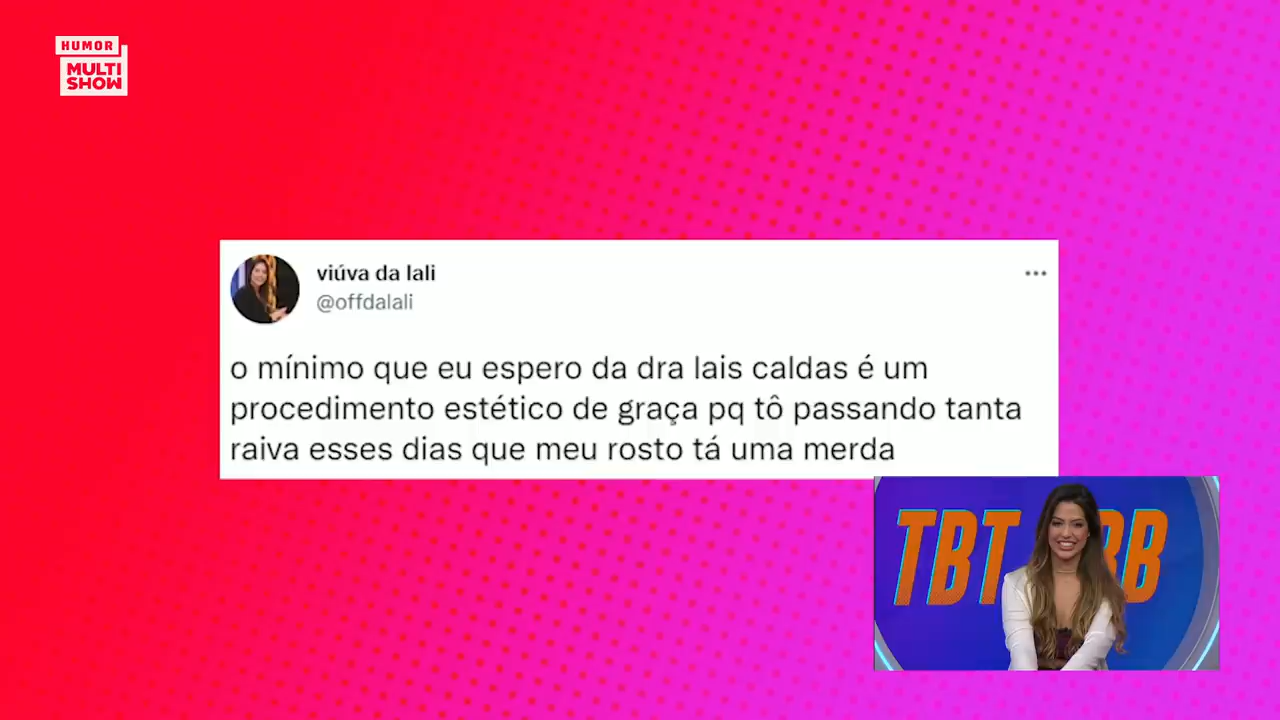 HUMOR
MULTI
SHOW
viúva da lali
@offdalali
o mínimo que eu espero da dra lais caldas é um
procedimento estético de graça pq tô passando tanta
raiva esses dias que meu rosto tá uma merda
TBT BB